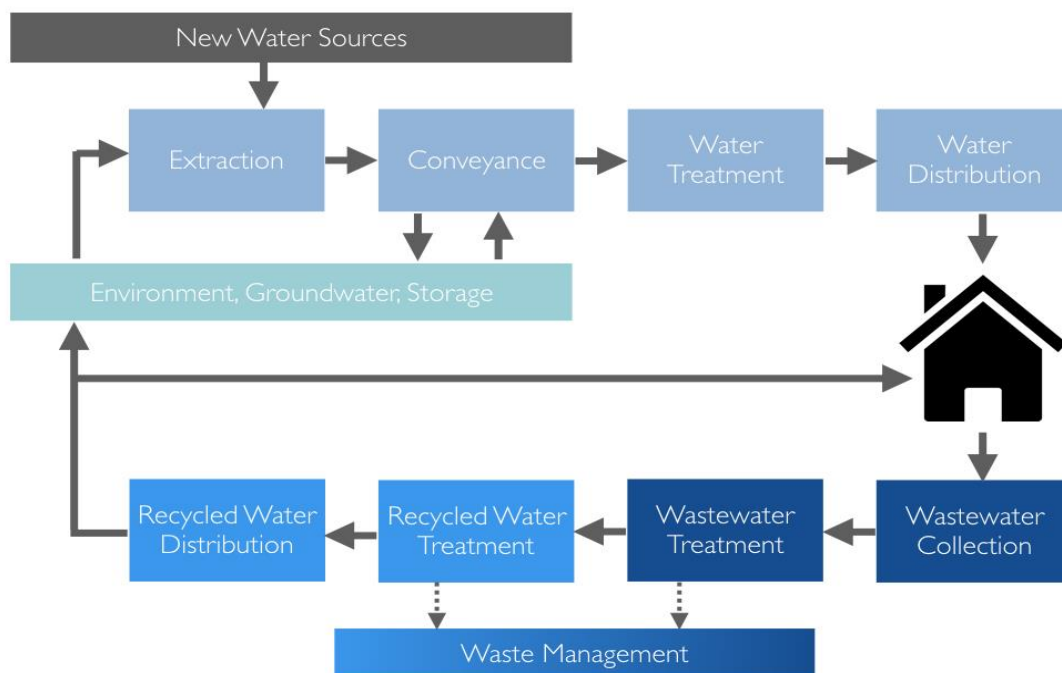 New Water Sources
Extraction
Conveyance
Water
Treatment
Water
Distribution
Environment, Groundwater, Storage
Recycled Water
Distribution
Recycled Water
Treatment
Wastewater
Treatment
Wastewater
Collection
Waste Management